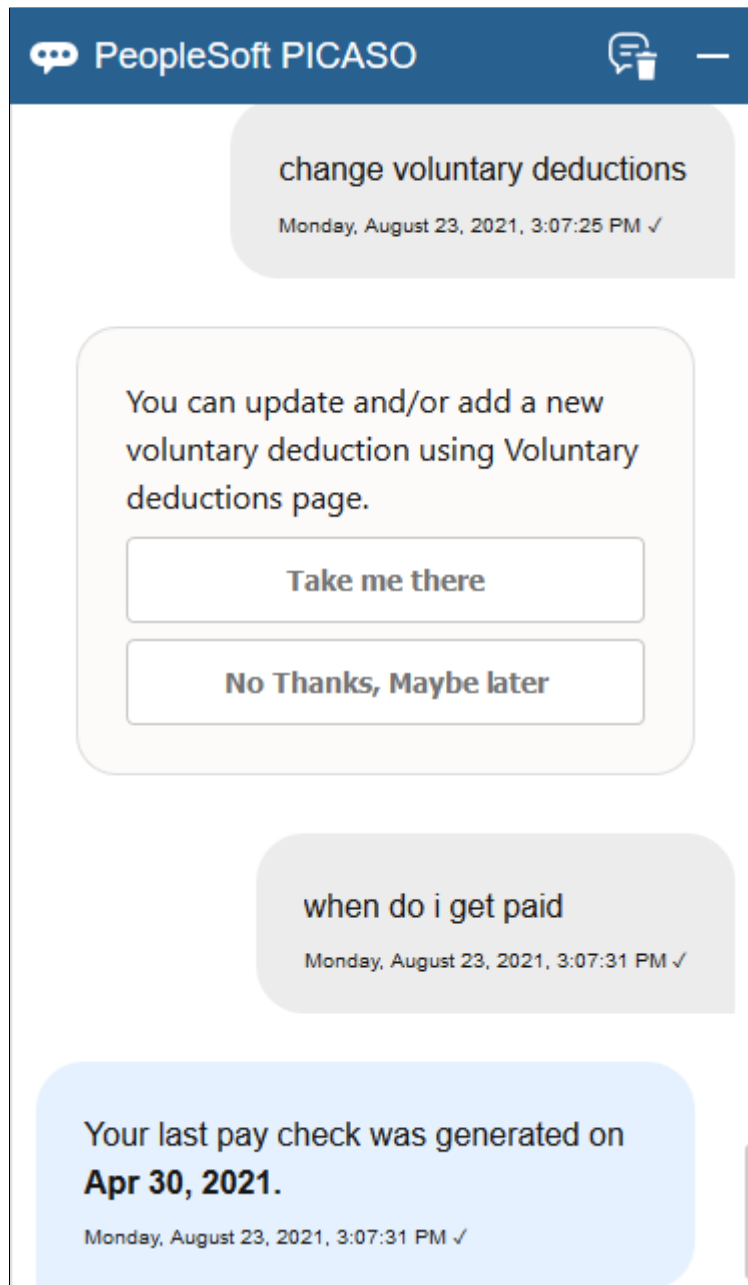 PeopleSoft PICASO
change voluntary deductions
Monday, August 23, 2021, 3:07:25 PM ✓
You can update and/or add a new
voluntary deduction using Voluntary
deductions page.
Take me there
No Thanks, Maybe later
when do i get paid
Monday, August 23, 2021, 3:07:31 PM ✓
Your last pay check was generated on
Apr 30, 2021.
Monday, August 23, 2021, 3:07:31 PM ✓